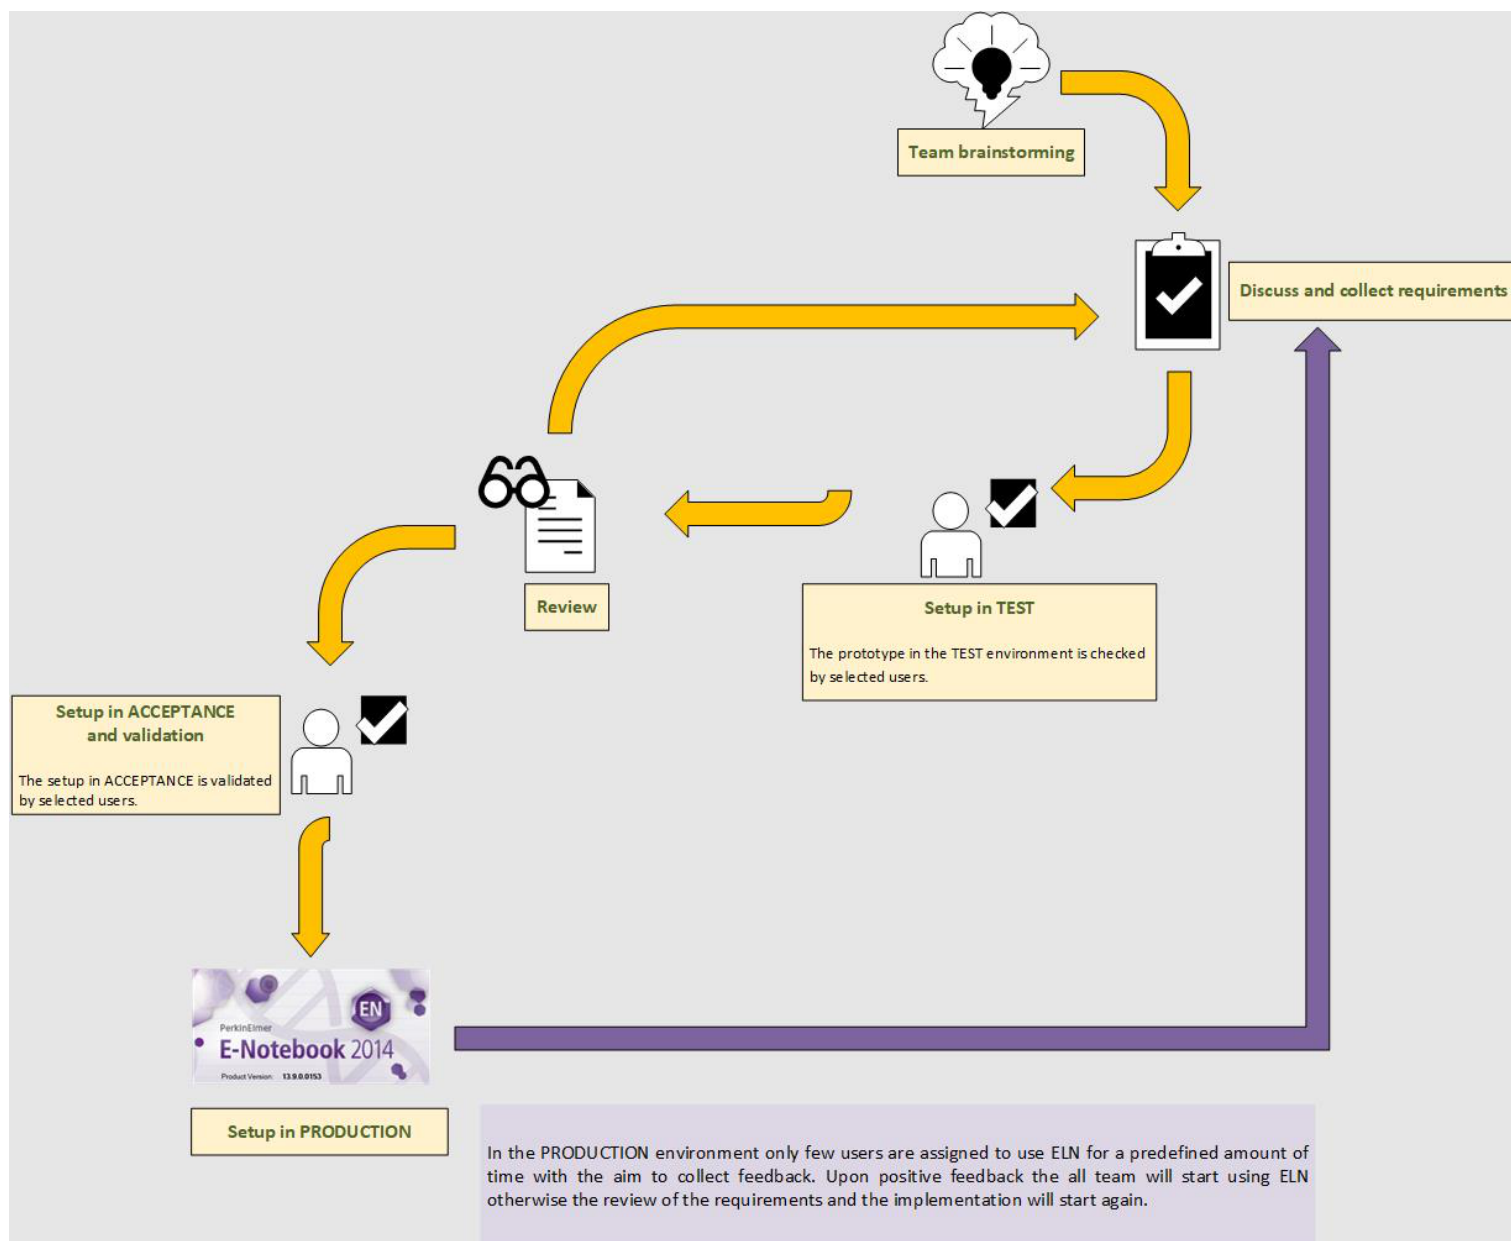 Team brainstorming
Discuss and collect requirements
Review
Setup in TEST
The prototype in the TEST environment is checked
by selected users.
Setup in ACCEPTANCE
and validation
The setup in ACCEPTANCE is validated
by selected users.
EN
PerkinElmer
E-Notebook 2014
Product Version: 13.9.0.0153
Setup in PRODUCTION
In the PRODUCTION environment only few users are assigned to use ELN for a predefined amount of
time with the aim to collect feedback. Upon positive feedback the all team will start using ELN
otherwise the review of the requirements and the implementation will start again.